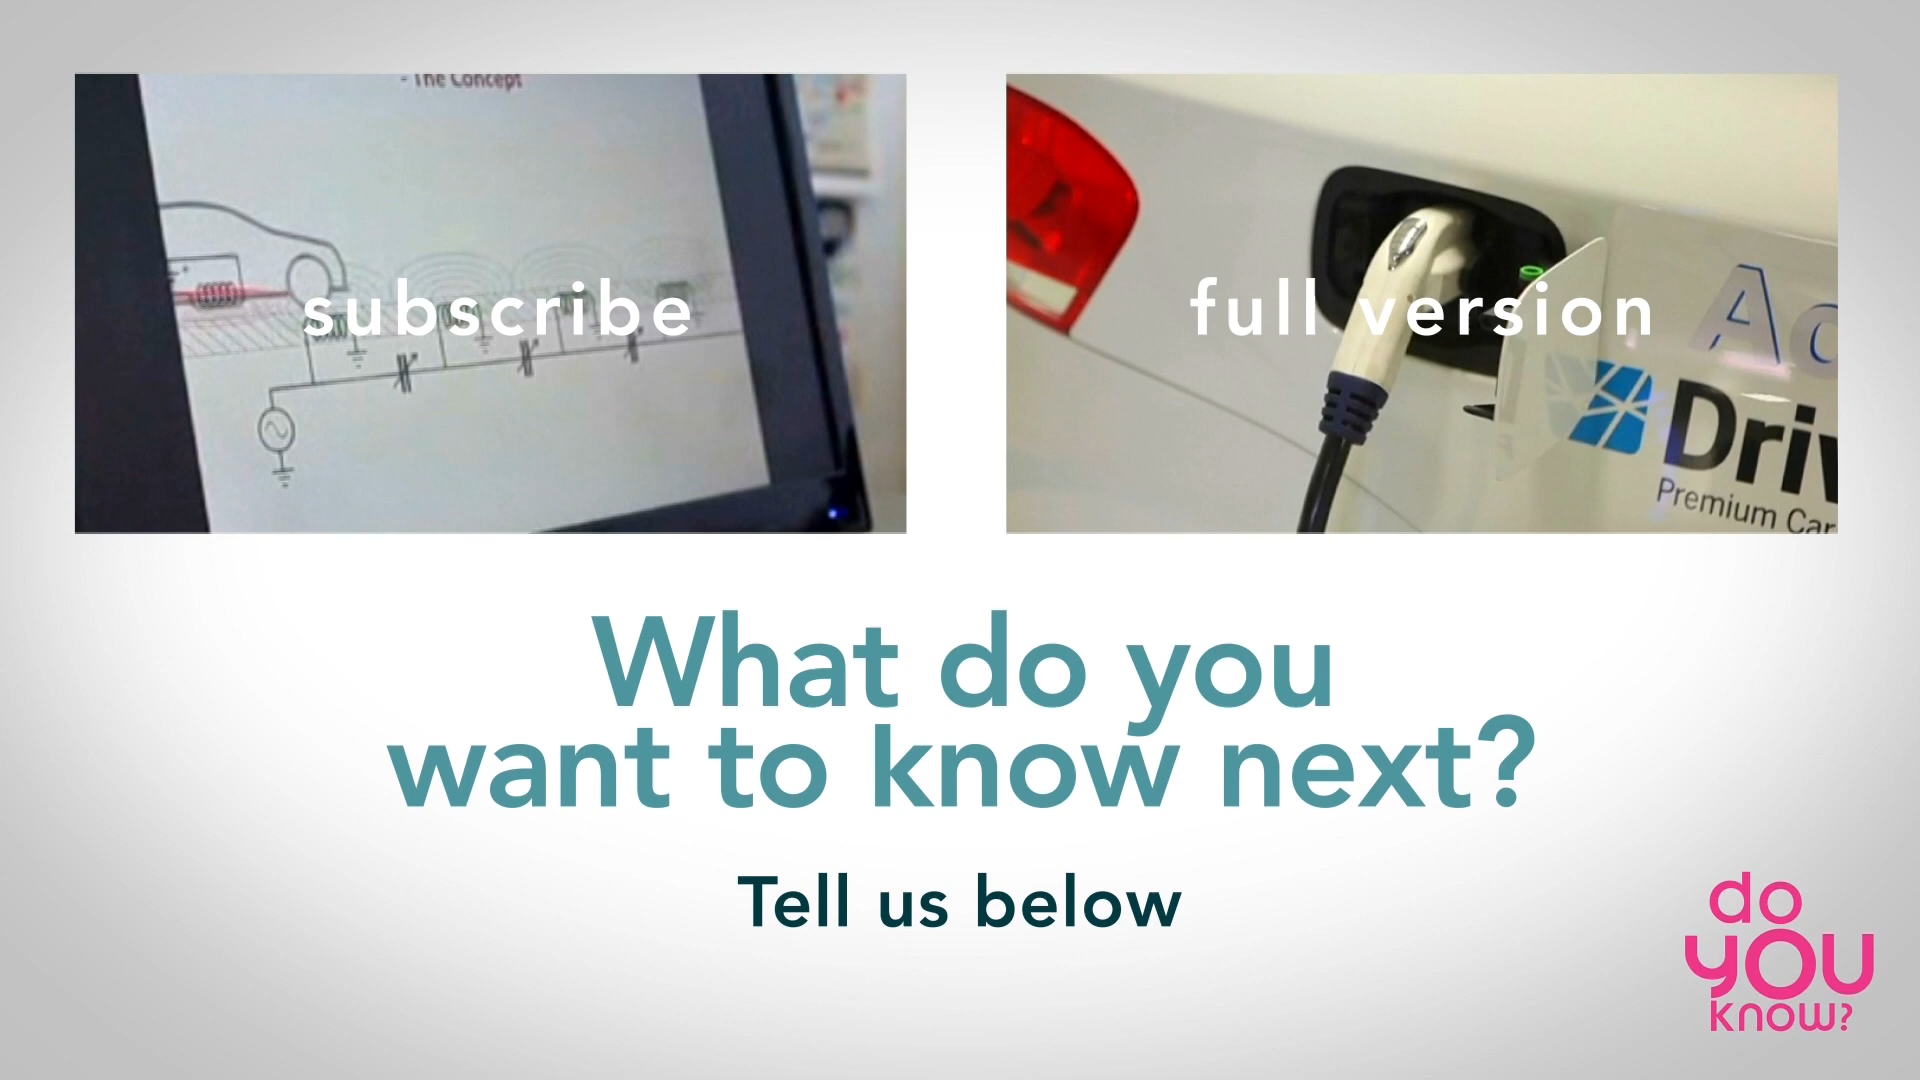 - The Concept
subscribe
full version
Driv
Premium Car
What do you
want to know next?
Tell us below
do
you
know?